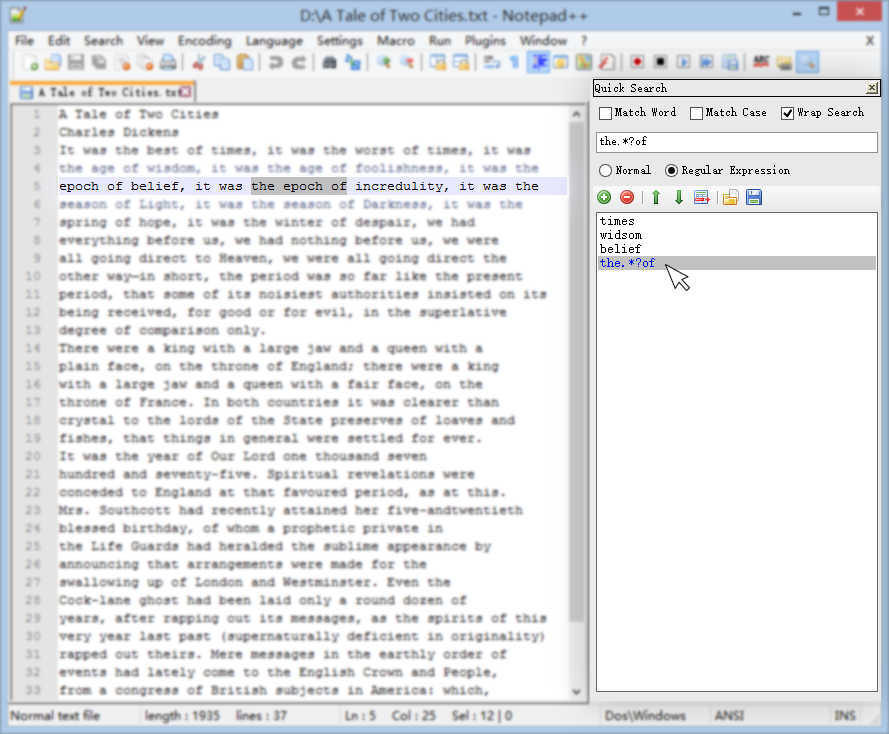 D:\A Tale of Two Cities.txt - Notepad++
File Edit Search View Encoding Language Settings Macro Run Plugins Window ? X
A Tale of Two Cities.txt
1 A Tale of Two Cities
2 Charles Dickens
3 It was the best of times, it was the worst of times, it was
4 the age of wisdom, it was the age of foolishness, it was the
5 epoch of belief, it was the epoch of incredulity, it was the
6 season of Light, it was the season of Darkness, it was the
7 spring of hope, it was the winter of despair, we had
8 everything before us, we had nothing before us, we were
9 all going direct to Heaven, we were all going direct the
10 other way—in short, the period was so far like the present
11 period, that some of its noisiest authorities insisted on its
12 being received, for good or for evil, in the superlative
13 degree of comparison only.
14 There were a king with a large jaw and a queen with a
15 plain face, on the throne of England; there were a king
16 with a large jaw and a queen with a fair face, on the
17 throne of France. In both countries it was clearer than
18 crystal to the lords of the State preserves of loaves and
19 fishes, that things in general were settled for ever.
20 It was the year of Our Lord one thousand seven
21 hundred and seventy-five. Spiritual revelations were
22 conceded to England at that favoured period, as at this.
23 Mrs. Southcott had recently attained her five-andtwentieth
24 blessed birthday, of whom a prophetic private in
25 the Life Guards had heralded the sublime appearance by
26 announcing that arrangements were made for the
27 swallowing up of London and Westminster. Even the
28 Cock-lane ghost had been laid only a round dozen of
29 years, after rapping out its messages, as the spirits of this
30 very year last past (supernaturally deficient in originality)
31 rapped out theirs. Mere messages in the earthly order of
32 events had lately come to the English Crown and People,
33 from a congress of British subjects in America: which,
Quick Search
Match Word Match Case Wrap Search
the.*?of
Normal Regular Expression
times
widsom
belief
the.*?of
Normal text file length : 1935 lines : 37 Ln : 5 Col : 25 Sel : 12 | 0 Dos\Windows ANSI INS